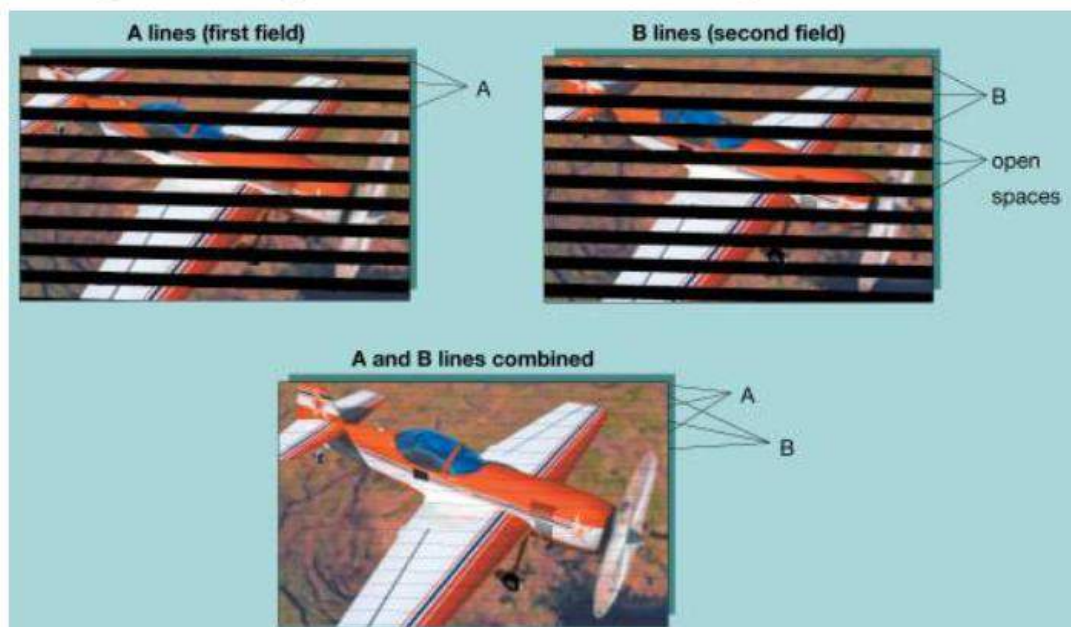 A lines (first field)
B lines (second field)
A
B
open
spaces
A and B lines combined
A
B